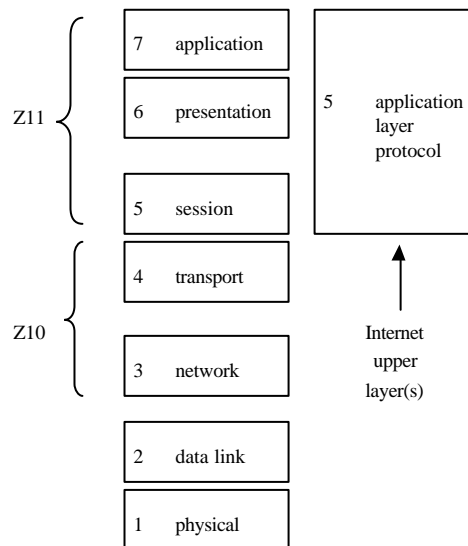 7 application
6 presentation
Z11
5 session
4 transport
Z10
3 network
2 data link
1 physical
5 application
layer
protocol
Internet
upper
layer(s)